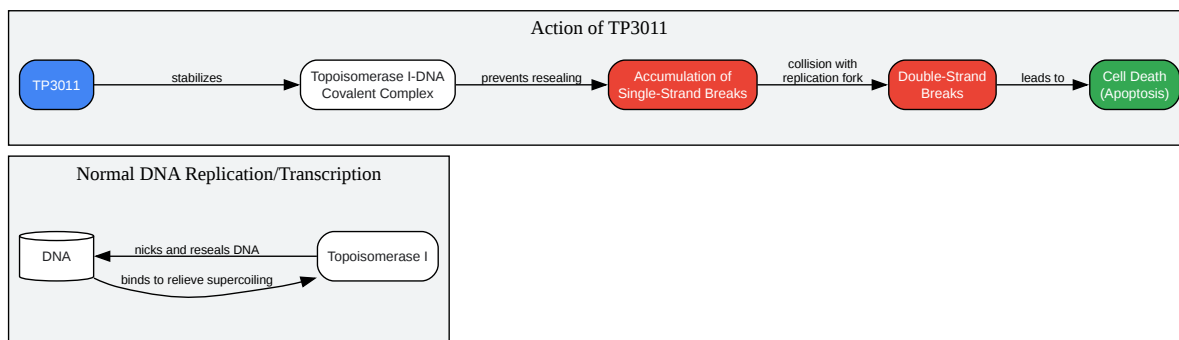 Action of TP3011
TP3011
stabilizes
Topoisomerase I-DNA
Covalent Complex
prevents resealing
Accumulation of
Single-Strand Breaks
collision with
replication fork
Double-Strand
Breaks
leads to
Cell Death
(Apoptosis)
Normal DNA Replication/Transcription
DNA
nicks and reseals DNA
binds to relieve supercoiling
Topoisomerase I